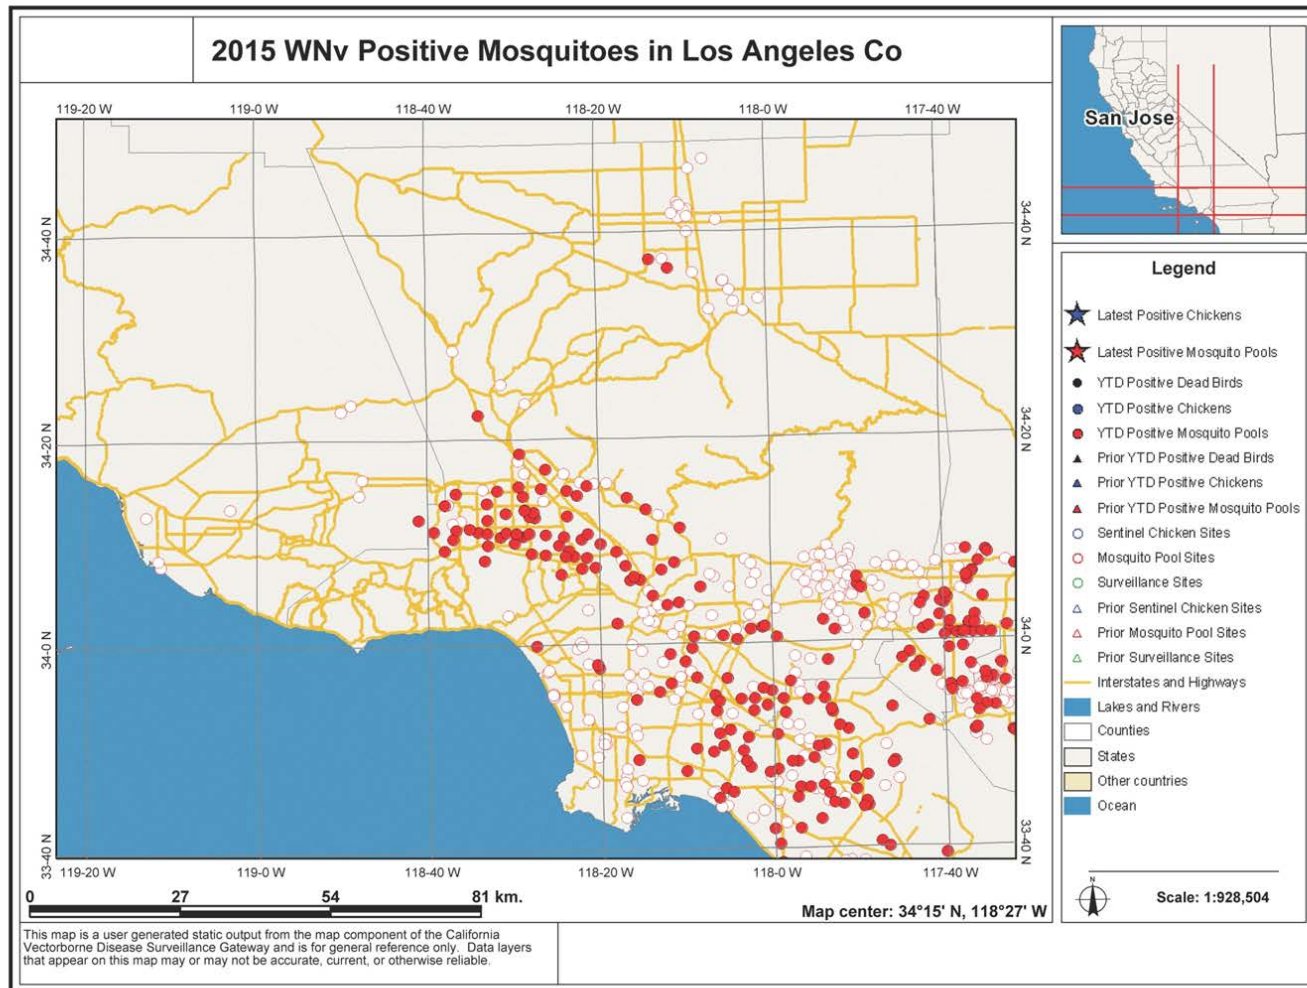 2015 WNv Positive Mosquitoes in Los Angeles Co
119-20 W 119-0 W 118-40 W 118-20 W 118-0 W 117-40 W
34-40 N
34-20 N
34-0 N
33-40 N
34-40 N
34-20 N
34-0 N
33-40 N
119-20 W 119-0 W 118-40 W 118-20 W 118-0 W 117-40 W
0 27 54 81 km.
Map center: 34°15' N, 118°27' W
This map is a user generated static output from the map component of the California
Vectorborne Disease Surveillance Gateway and is for general reference only. Data layers
that appear on this map may or may not be accurate, current, or otherwise reliable.
San Jose
Legend
Latest Positive Chickens
Latest Positive Mosquito Pools
YTD Positive Dead Birds
YTD Positive Chickens
YTD Positive Mosquito Pools
Prior YTD Positive Dead Birds
Prior YTD Positive Chickens
Prior YTD Positive Mosquito Pools
Sentinel Chicken Sites
Mosquito Pool Sites
Surveillance Sites
Prior Sentinel Chicken Sites
Prior Mosquito Pool Sites
Prior Surveillance Sites
Interstates and Highways
Lakes and Rivers
Counties
States
Other countries
Ocean
N
Scale: 1:928,504